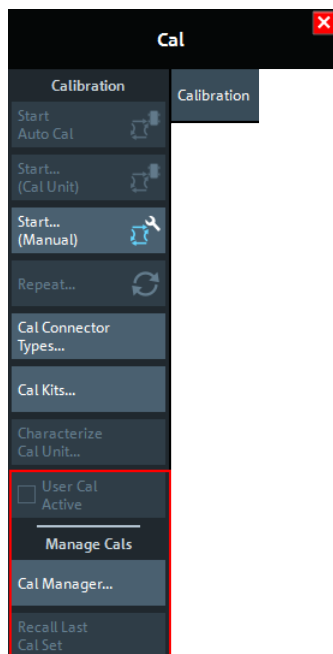 Cal
Calibration
Calibration
Start
Auto Cal
Start...
(Cal Unit)
Start...
(Manual)
Repeat...
Cal Connector
Types...
Cal Kits...
Characterize
Cal Unit...
User Cal
Active
Manage Cals
Cal Manager...
Recall Last
Cal Set